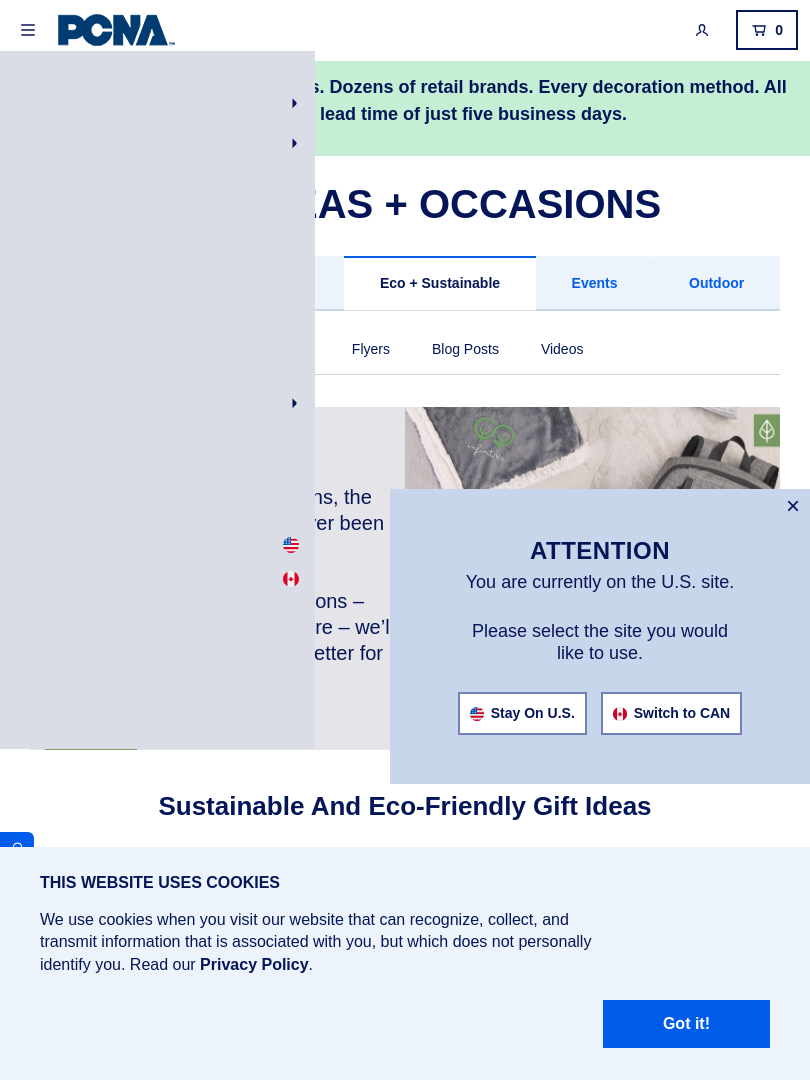 PCNA
0
s. Dozens of retail brands. Every decoration method. All
lead time of just five business days.
EAS + OCCASIONS
Eco + Sustainable
Events
Outdoor
Flyers
Blog Posts
Videos
infinitree
ns, the
ver been
ons –
re – we'l
etter for
ATTENTION
You are currently on the U.S. site.
Please select the site you would
like to use.
Stay On U.S.
Switch to CAN
Sustainable And Eco-Friendly Gift Ideas
THIS WEBSITE USES COOKIES
We use cookies when you visit our website that can recognize, collect, and
transmit information that is associated with you, but which does not personally
identify you. Read our Privacy Policy.
Got it!